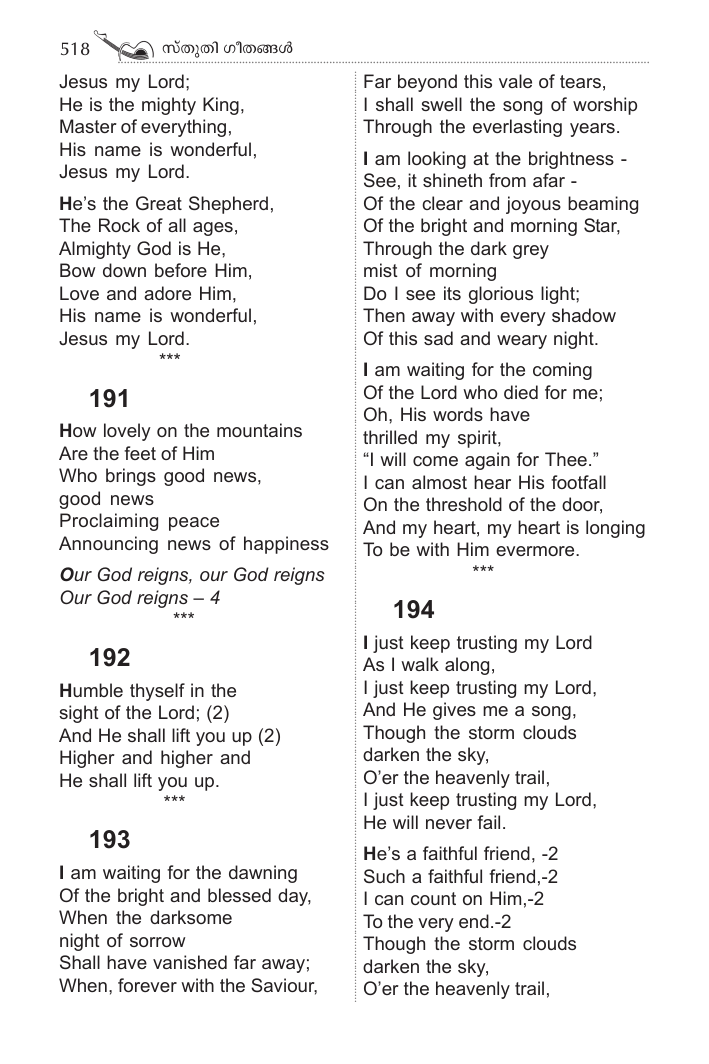 518 സ്തുതി ഗീതങ്ങൾ
Jesus my Lord;
He is the mighty King,
Master of everything,
His name is wonderful,
Jesus my Lord.
He's the Great Shepherd,
The Rock of all ages,
Almighty God is He,
Bow down before Him,
Love and adore Him,
His name is wonderful,
Jesus my Lord.
***
191
How lovely on the mountains
Are the feet of Him
Who brings good news,
good news
Proclaiming peace
Announcing news of happiness
Our God reigns, our God reigns
Our God reigns – 4
***
192
Humble thyself in the
sight of the Lord; (2)
And He shall lift you up (2)
Higher and higher and
He shall lift you up.
***
193
I am waiting for the dawning
Of the bright and blessed day,
When the darksome
night of sorrow
Shall have vanished far away;
When, forever with the Saviour,
Far beyond this vale of tears,
I shall swell the song of worship
Through the everlasting years.
I am looking at the brightness -
See, it shineth from afar -
Of the clear and joyous beaming
Of the bright and morning Star,
Through the dark grey
mist of morning
Do I see its glorious light;
Then away with every shadow
Of this sad and weary night.
I am waiting for the coming
Of the Lord who died for me;
Oh, His words have
thrilled my spirit,
“I will come again for Thee.”
I can almost hear His footfall
On the threshold of the door,
And my heart, my heart is longing
To be with Him evermore.
***
194
I just keep trusting my Lord
As I walk along,
I just keep trusting my Lord,
And He gives me a song,
Though the storm clouds
darken the sky,
O’er the heavenly trail,
I just keep trusting my Lord,
He will never fail.
He’s a faithful friend, -2
Such a faithful friend,-2
I can count on Him,-2
To the very end.-2
Though the storm clouds
darken the sky,
O’er the heavenly trail,